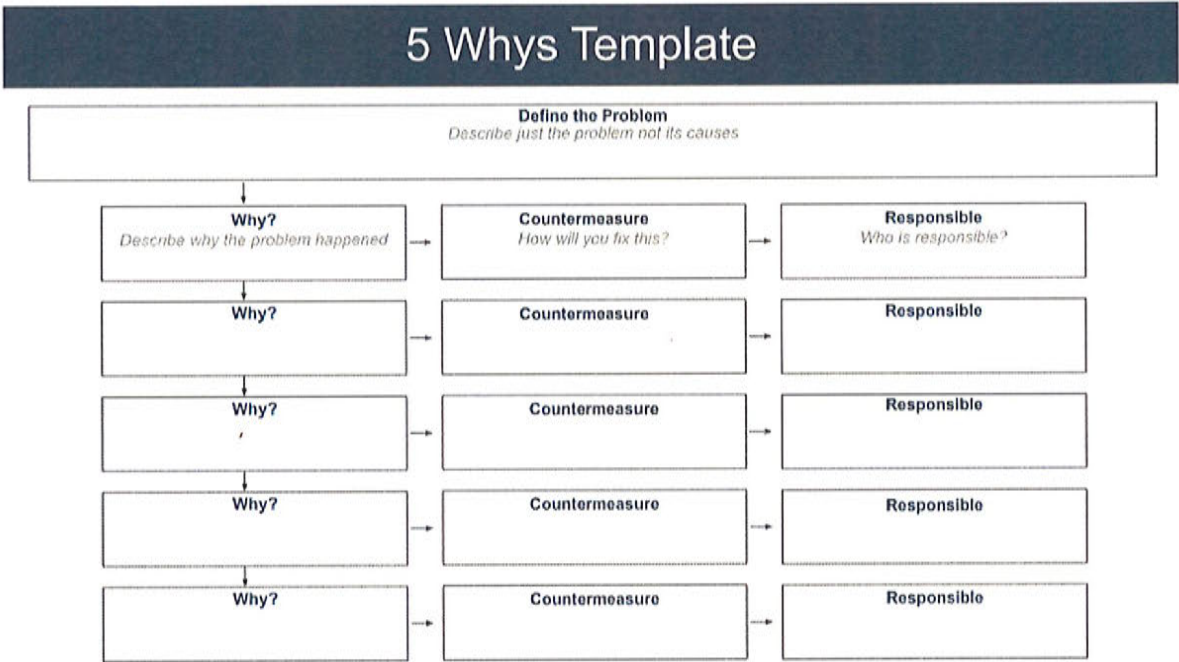 5 Whys Template
Define the Problem
Describe just the problem not its causes
Why?
Describe why the problem happened
Countermeasure
How will you fix this?
Responsible
Who is responsible?
Why?
Countermeasure
Responsible
Why?
Countermeasure
Responsible
Why?
Countermeasure
Responsible
Why?
Countermeasure
Responsible